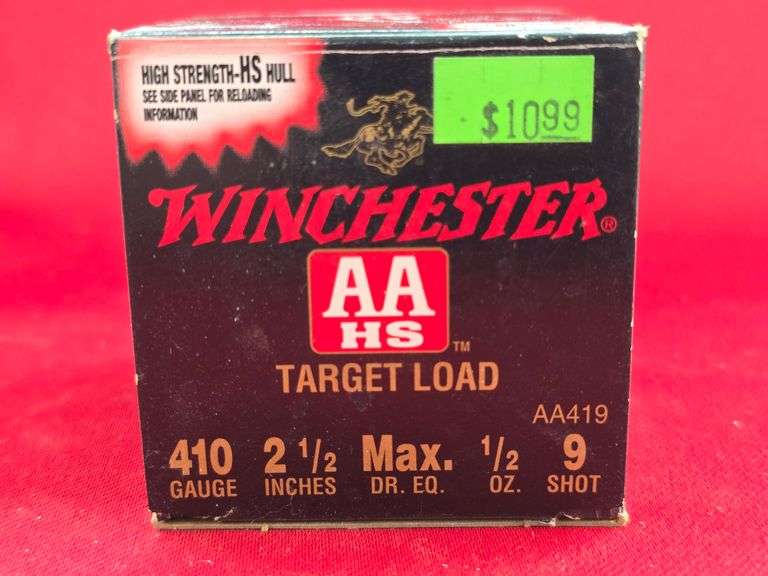 HIGH STRENGTH-HS HULL
SEE SIDE PANEL FOR RELOADING
INFORMATION
$10.99
WINCHESTER®
AA
HS™
TARGET LOAD
AA419
410 2 1/2 Max. 1/2 9
GAUGE INCHES DR. EQ. OZ. SHOT